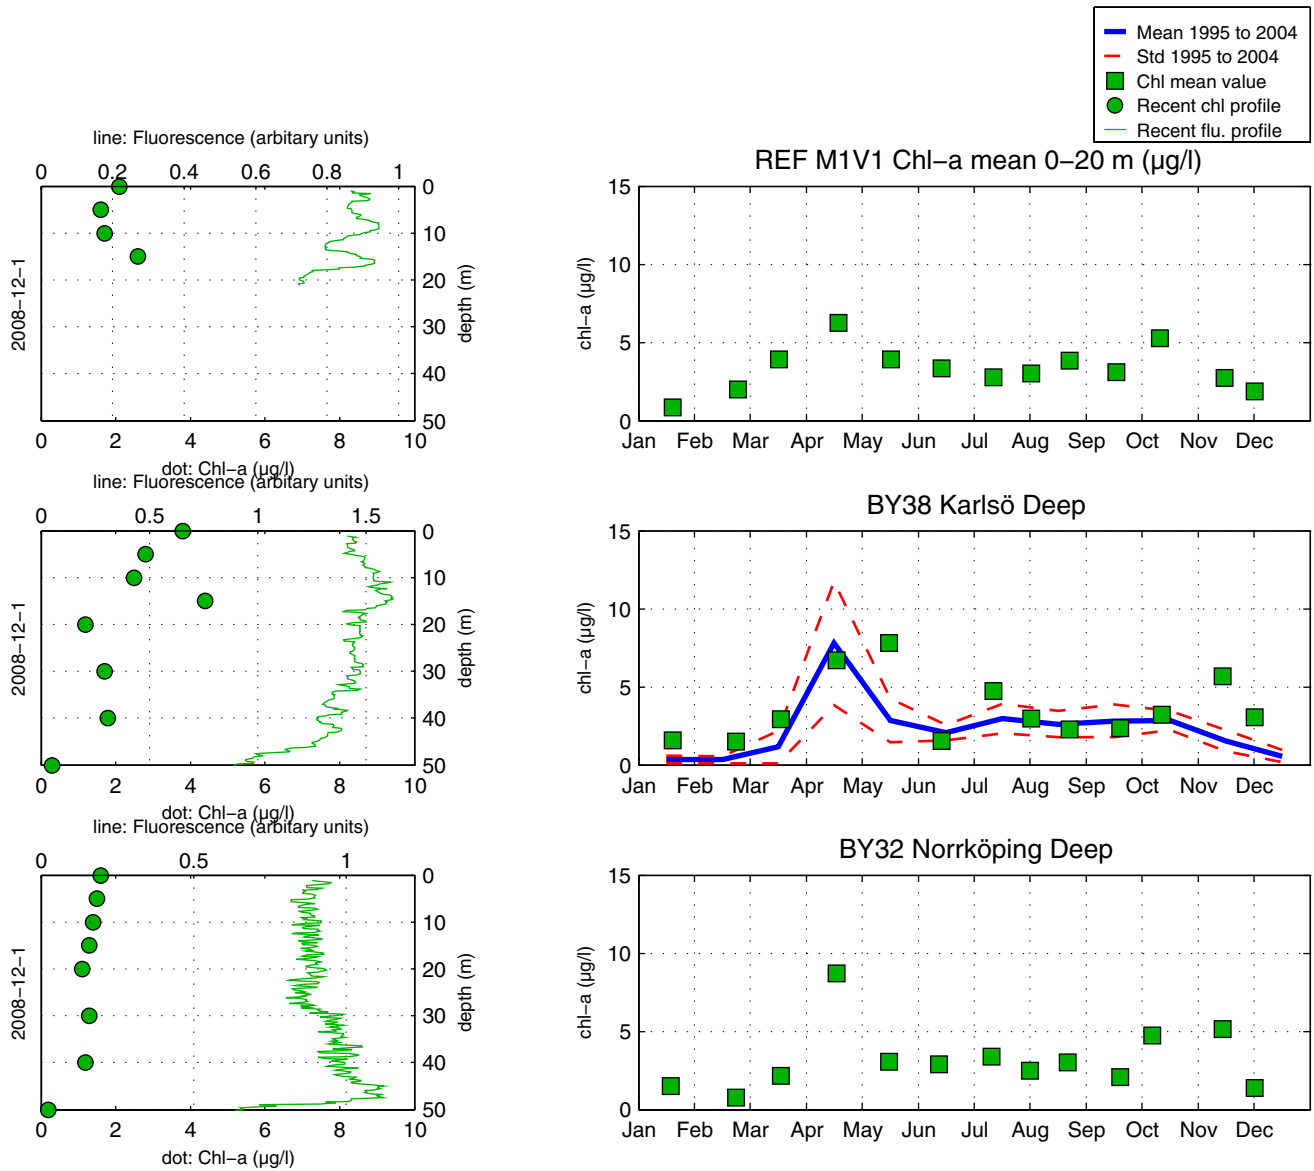 Mean 1995 to 2004
Std 1995 to 2004
Chl mean value
Recent chl profile
Recent flu. profile
line: Fluorescence (arbitary units)
0 0.2 0.4 0.6 0.8 1
0
10
20
30
40
50
depth (m)
2008−12−1
0 2 4 6 8 10
dot: Chl−a (µg/l)
REF M1V1 Chl−a mean 0−20 m (µg/l)
15
10
5
0
chl−a (µg/l)
Jan Feb Mar Apr May Jun Jul Aug Sep Oct Nov Dec
line: Fluorescence (arbitary units)
0 0.5 1 1.5
0
10
20
30
40
50
depth (m)
2008−12−1
0 2 4 6 8 10
dot: Chl−a (µg/l)
BY38 Karlsö Deep
15
10
5
0
chl−a (µg/l)
Jan Feb Mar Apr May Jun Jul Aug Sep Oct Nov Dec
line: Fluorescence (arbitary units)
0 0.5 1
0
10
20
30
40
50
depth (m)
2008−12−1
0 2 4 6 8 10
dot: Chl−a (µg/l)
BY32 Norrköping Deep
15
10
5
0
chl−a (µg/l)
Jan Feb Mar Apr May Jun Jul Aug Sep Oct Nov Dec